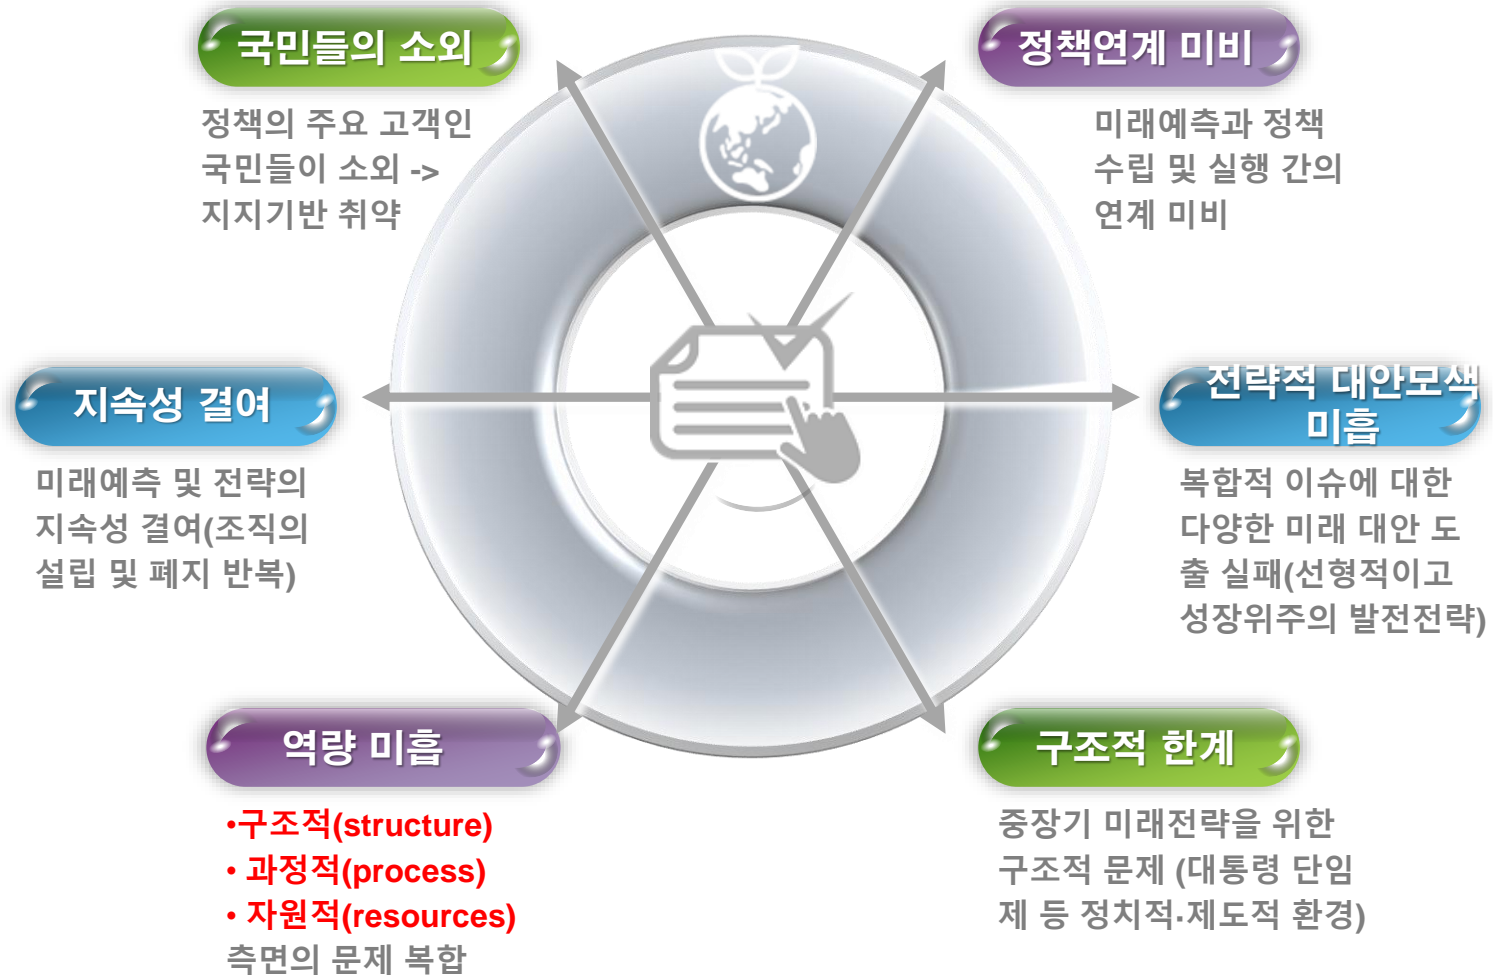 국민들의 소외
정책의 주요 고객인
국민들이 소외 ->
지지기반 취약
정책연계 미비
미래예측과 정책
수립 및 실행 간의
연계 미비
지속성 결여
미래예측 및 전략의
지속성 결여(조직의
설립 및 폐지 반복)
전략적 대안모색
미흡
복합적 이슈에 대한
다양한 미래 대안 도
출 실패(선형적이고
성장위주의 발전전략)
역량 미흡
•구조적(structure)
• 과정적(process)
• 자원적(resources)
측면의 문제 복합
구조적 한계
중장기 미래전략을 위한
구조적 문제 (대통령 단임
제 등 정치적·제도적 환경)